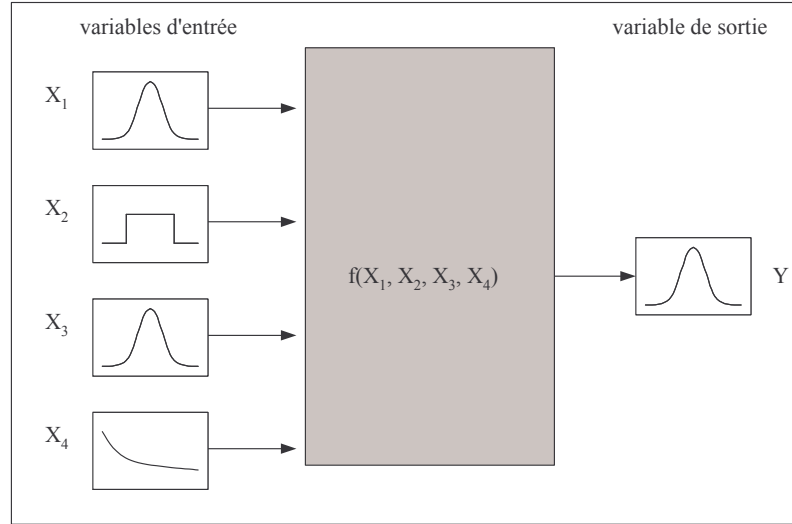 variables d'entrée
variable de sortie
X₁
X₂
f(X₁, X₂, X₃, X₄)
Y
X₃
X₄